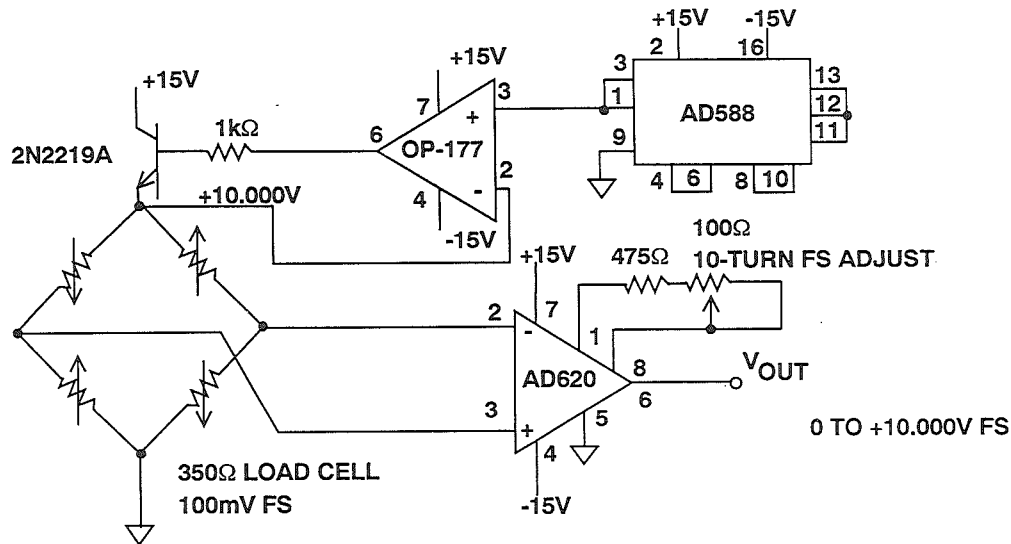 +15V -15V
2 16
+15V
3 13
+15V
7 3 1 AD588 12
+
1kΩ 6 OP-177 9 11
2N2219A 2
-
4 4 6 8 10
+10.000V
-15V
100Ω
+15V 475Ω 10-TURN FS ADJUST
7
2 1
-
AD620 8 VOUT
6
3 5
+
4
0 TO +10.000V FS
350Ω LOAD CELL
100mV FS
-15V